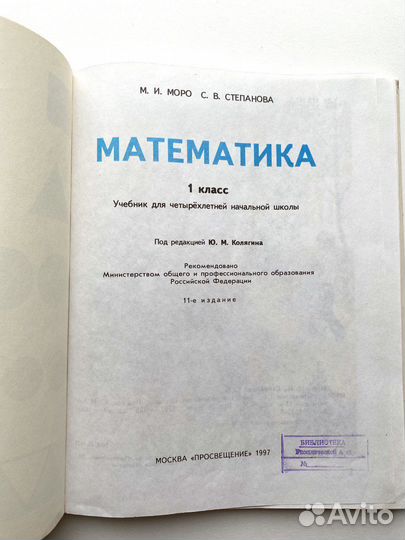 М. И. МОРО С. В. СТЕПАНОВА
МАТЕМАТИКА
1 класс
Учебник для четырёхлетней начальной школы
Под редакцией Ю. М. Колягина
Рекомендовано
Министерством общего и профессионального образования
Российской Федерации
11-е издание
БИБЛИОТЕКА
№
МОСКВА «ПРОСВЕЩЕНИЕ» 1997
Avito